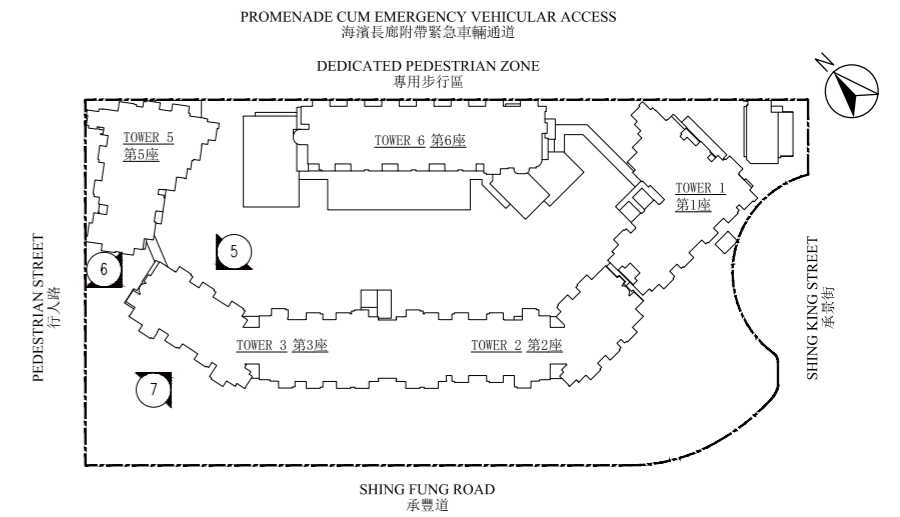 PROMENADE CUM EMERGENCY VEHICULAR ACCESS
海濱長廊附帶緊急車輛通道
DEDICATED PEDESTRIAN ZONE
專用步行區
N
TOWER 5
第5座
TOWER 6 第6座
TOWER 1
第1座
5
6
PEDESTRIAN STREET
行人路
SHING KING STREET
承景街
TOWER 3 第3座
TOWER 2 第2座
7
SHING FUNG ROAD
承豐道